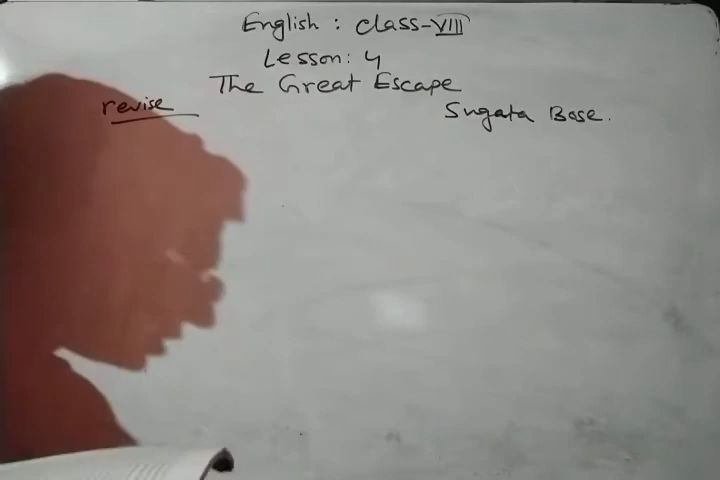 English : Class-VIII
Lesson: 4
The Great Escape
revise
Sugata Bose.